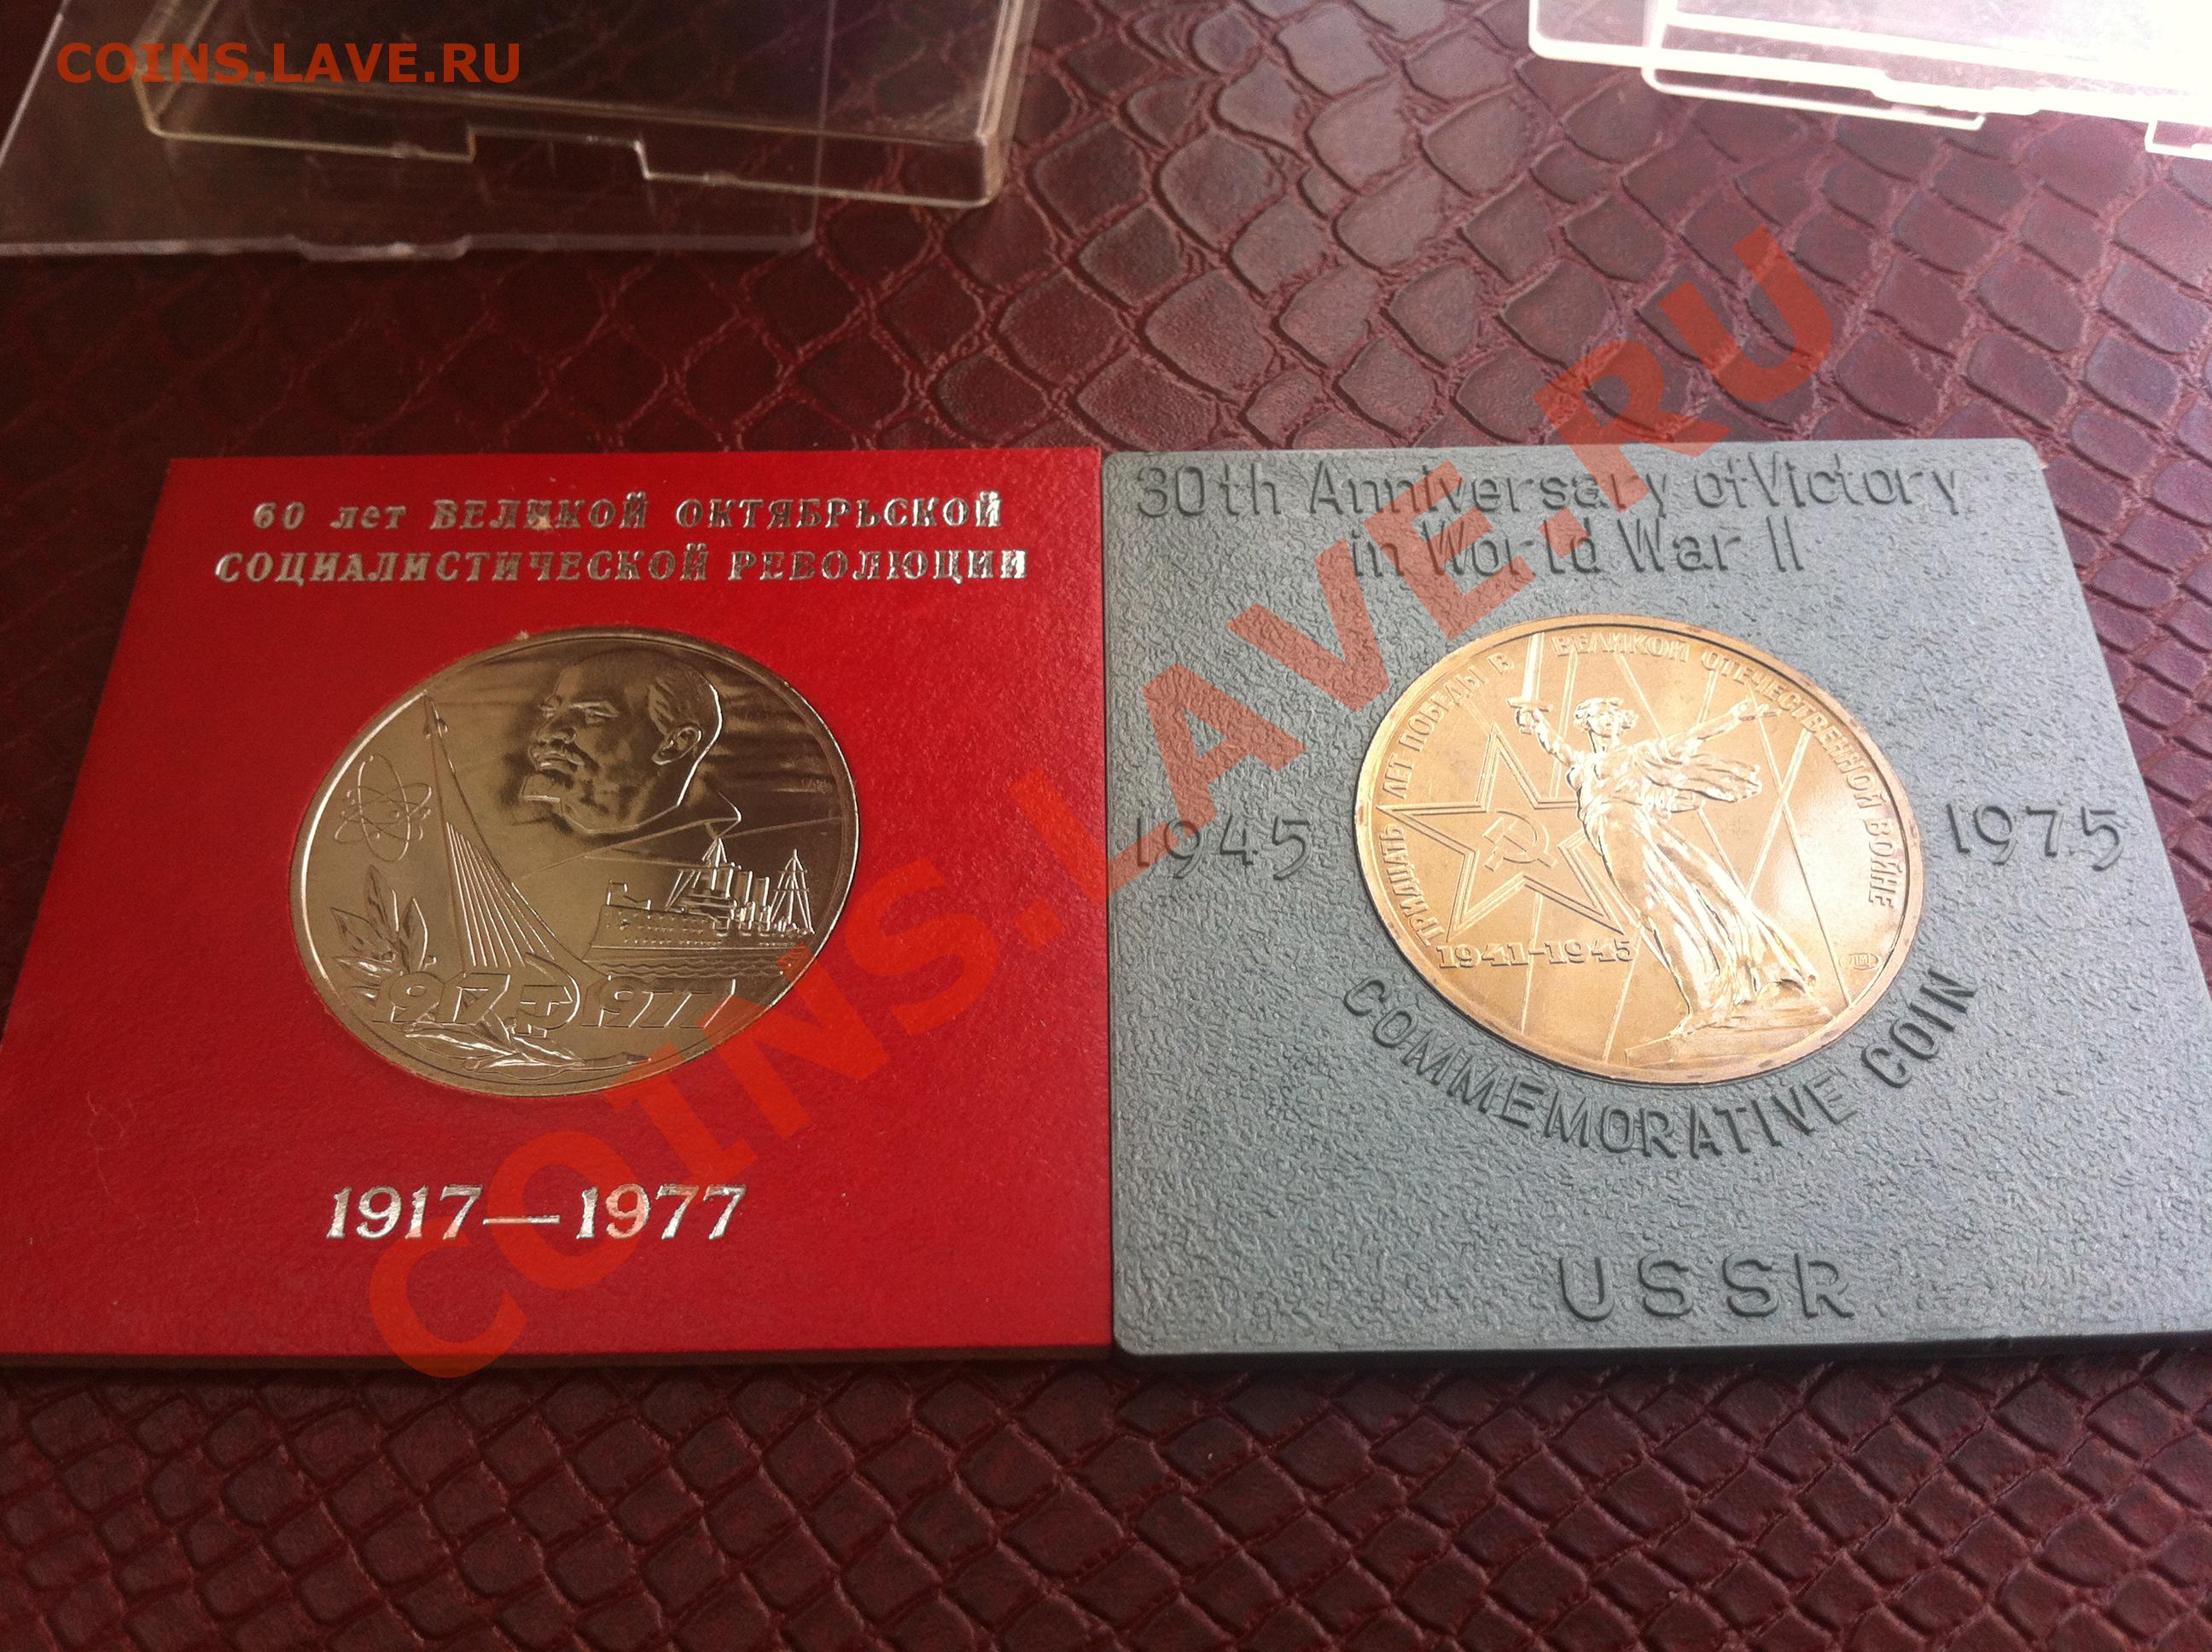 COINS.LAVE.RU
60 лет ВЕЛИКОЙ ОКТЯБРЬСКОЙ
СОЦИАЛИСТИЧЕСКОЙ РЕВОЛЮЦИИ
1917 1977
1917—1977
30th Anniversary of Victory
in World War II
1945
1975
ТРИДЦАТЬ ЛЕТ ПОБЕДЫ В ВЕЛИКОЙ ОТЕЧЕСТВЕННОЙ ВОЙНЕ
1941-1945
COMMEMORATIVE COIN
USSR
COINS.LAVE.RU